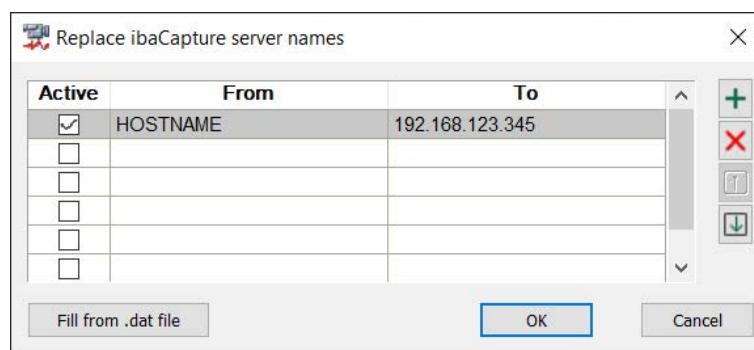 Replace ibaCapture server names
Active From To
HOSTNAME 192.168.123.345
Fill from .dat file OK Cancel